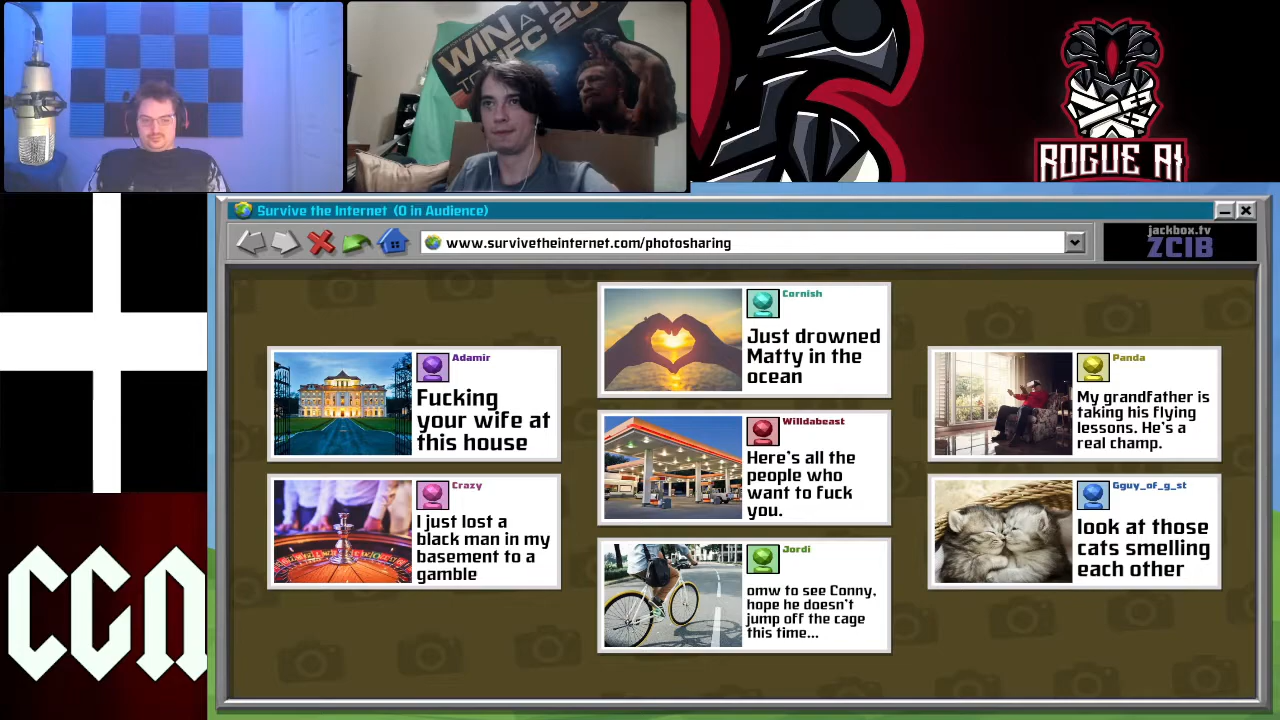 WIN A T
TO UFC 20
ROGUE AI
Survive the Internet (0 in Audience)
www.survivetheinternet.com/photosharing
jackbox.tv
ZCIB
Adamir
Fucking
your wife at
this house
Crazy
I just lost a
black man in my
basement to a
gamble
Cornish
Just drowned
Matty in the
ocean
Willdabeast
Here's all the
people who
want to fuck
you.
Jordi
omw to see Conny,
hope he doesn't
jump off the cage
this time...
Panda
My grandfather is
taking his flying
lessons. He's a
real champ.
Gguy_of_g_st
look at those
cats smelling
each other
CGN